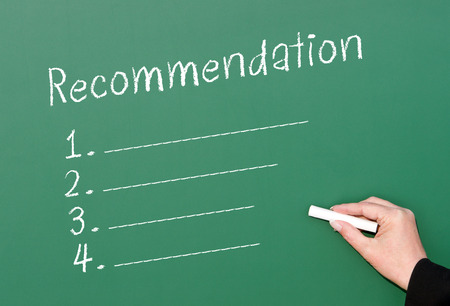 Recommendation
1.
2.
3.
4.